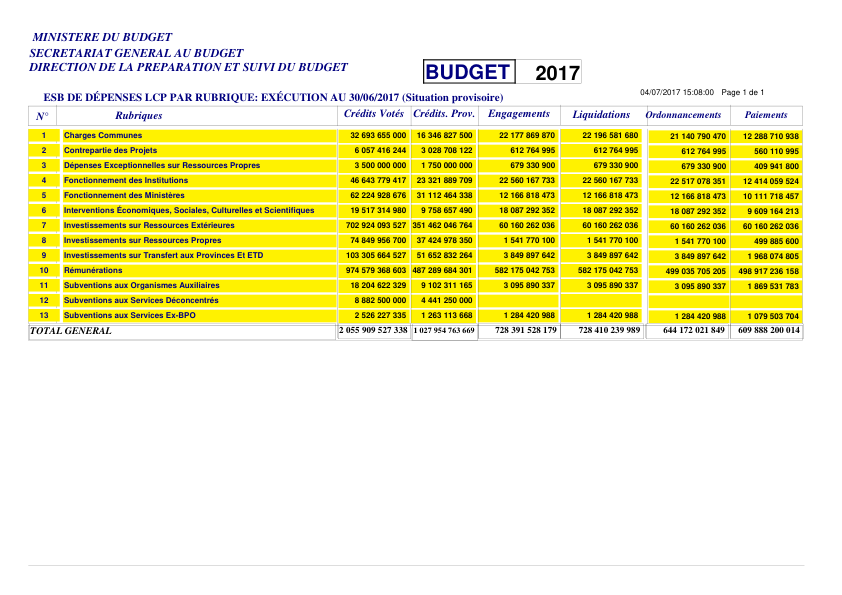 MINISTERE DU BUDGET
SECRETARIAT GENERAL AU BUDGET
DIRECTION DE LA PREPARATION ET SUIVI DU BUDGET
BUDGET 2017
04/07/2017 15:08:00 Page 1 de 1
ESB DE DÉPENSES LCP PAR RUBRIQUE: EXÉCUTION AU 30/06/2017 (Situation provisoire)
N° Rubriques Crédits Votés Crédits. Prov. Engagements Liquidations Ordonnancements Paiements
1 Charges Communes 32 693 655 000 16 346 827 500 22 177 869 870 22 196 581 680 21 140 790 470 12 288 710 938
2 Contrepartie des Projets 6 057 416 244 3 028 708 122 612 764 995 612 764 995 612 764 995 560 110 995
3 Dépenses Exceptionnelles sur Ressources Propres 3 500 000 000 1 750 000 000 679 330 900 679 330 900 679 330 900 409 941 800
4 Fonctionnement des Institutions 46 643 779 417 23 321 889 709 22 560 167 733 22 560 167 733 22 517 078 351 12 414 059 524
5 Fonctionnement des Ministères 62 224 928 676 31 112 464 338 12 166 818 473 12 166 818 473 12 166 818 473 10 111 718 457
6 Interventions Économiques, Sociales, Culturelles et Scientifiques 19 517 314 980 9 758 657 490 18 087 292 352 18 087 292 352 18 087 292 352 9 609 164 213
7 Investissements sur Ressources Extérieures 702 924 093 527 351 462 046 764 60 160 262 036 60 160 262 036 60 160 262 036 60 160 262 036
8 Investissements sur Ressources Propres 74 849 956 700 37 424 978 350 1 541 770 100 1 541 770 100 1 541 770 100 499 885 600
9 Investissements sur Transfert aux Provinces Et ETD 103 305 664 527 51 652 832 264 3 849 897 642 3 849 897 642 3 849 897 642 1 968 074 805
10 Rémunérations 974 579 368 603 487 289 684 301 582 175 042 753 582 175 042 753 499 035 705 205 498 917 236 158
11 Subventions aux Organismes Auxiliaires 18 204 622 329 9 102 311 165 3 095 890 337 3 095 890 337 3 095 890 337 1 869 531 783
12 Subventions aux Services Déconcentrés 8 882 500 000 4 441 250 000
13 Subventions aux Services Ex-BPO 2 526 227 335 1 263 113 668 1 284 420 988 1 284 420 988 1 284 420 988 1 079 503 704
TOTAL GENERAL 2 055 909 527 338 1 027 954 763 669 728 391 528 179 728 410 239 989 644 172 021 849 609 888 200 014